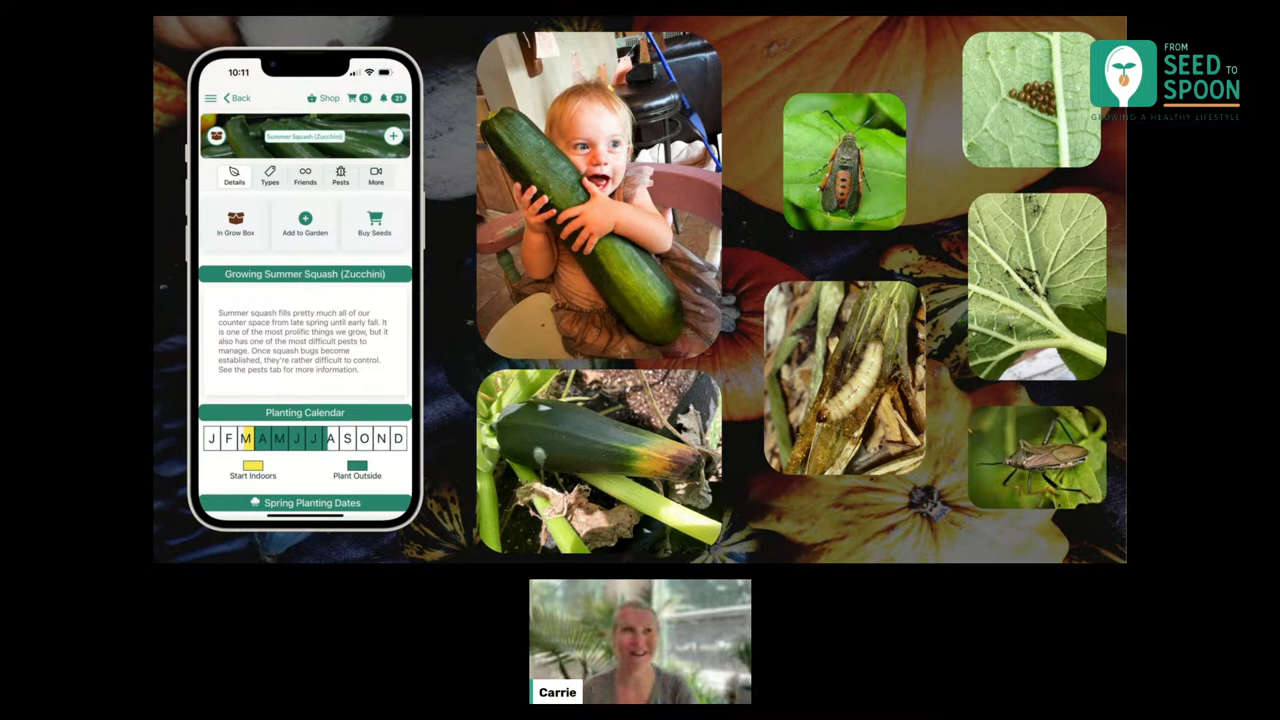 10:11
Back
Shop
0
21
Summer Squash (Zucchini)
Details
Types
Friends
Pests
More
In Grow Box
Add to Garden
Buy Seeds
Growing Summer Squash (Zucchini)
Summer squash fills pretty much all of our
counter space from late spring until early fall. It
is one of the most prolific things we grow, but it
also has one of the most difficult pests to
manage. Once squash bugs become
established, they're rather difficult to control.
See the pests tab for more information.
Planting Calendar
J F M A M J J A S O N D
Start Indoors
Plant Outside
Spring Planting Dates
FROM
SEED TO
SPOON
GROWING A HEALTHY LIFESTYLE
Carrie